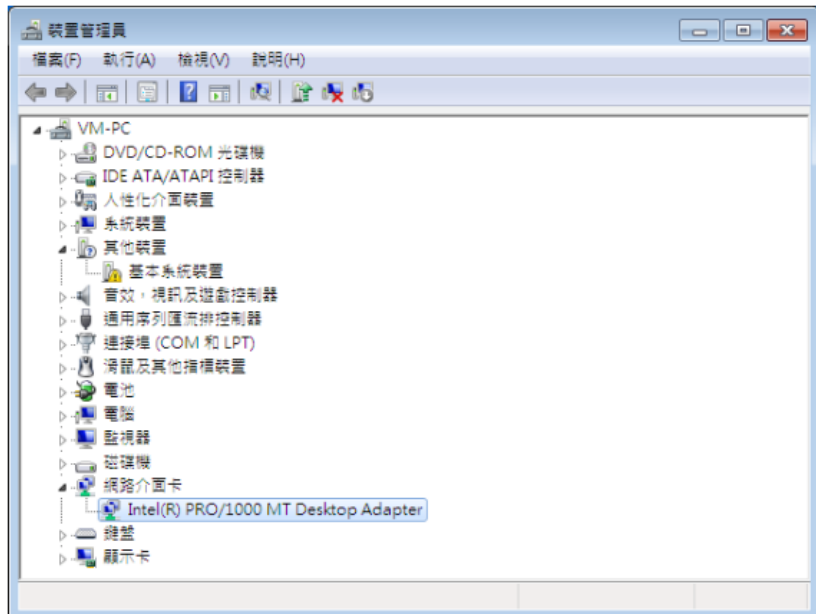 裝置管理員
檔案(F) 執行(A) 檢視(V) 說明(H)
VM-PC
DVD/CD-ROM 光碟機
IDE ATA/ATAPI 控制器
人性化介面裝置
系統裝置
其他裝置
基本系統裝置
音效，視訊及遊戲控制器
通用序列匯流排控制器
連接埠 (COM 和 LPT)
滑鼠及其他指標裝置
電池
電腦
監視器
磁碟機
網路介面卡
Intel(R) PRO/1000 MT Desktop Adapter
鍵盤
顯示卡